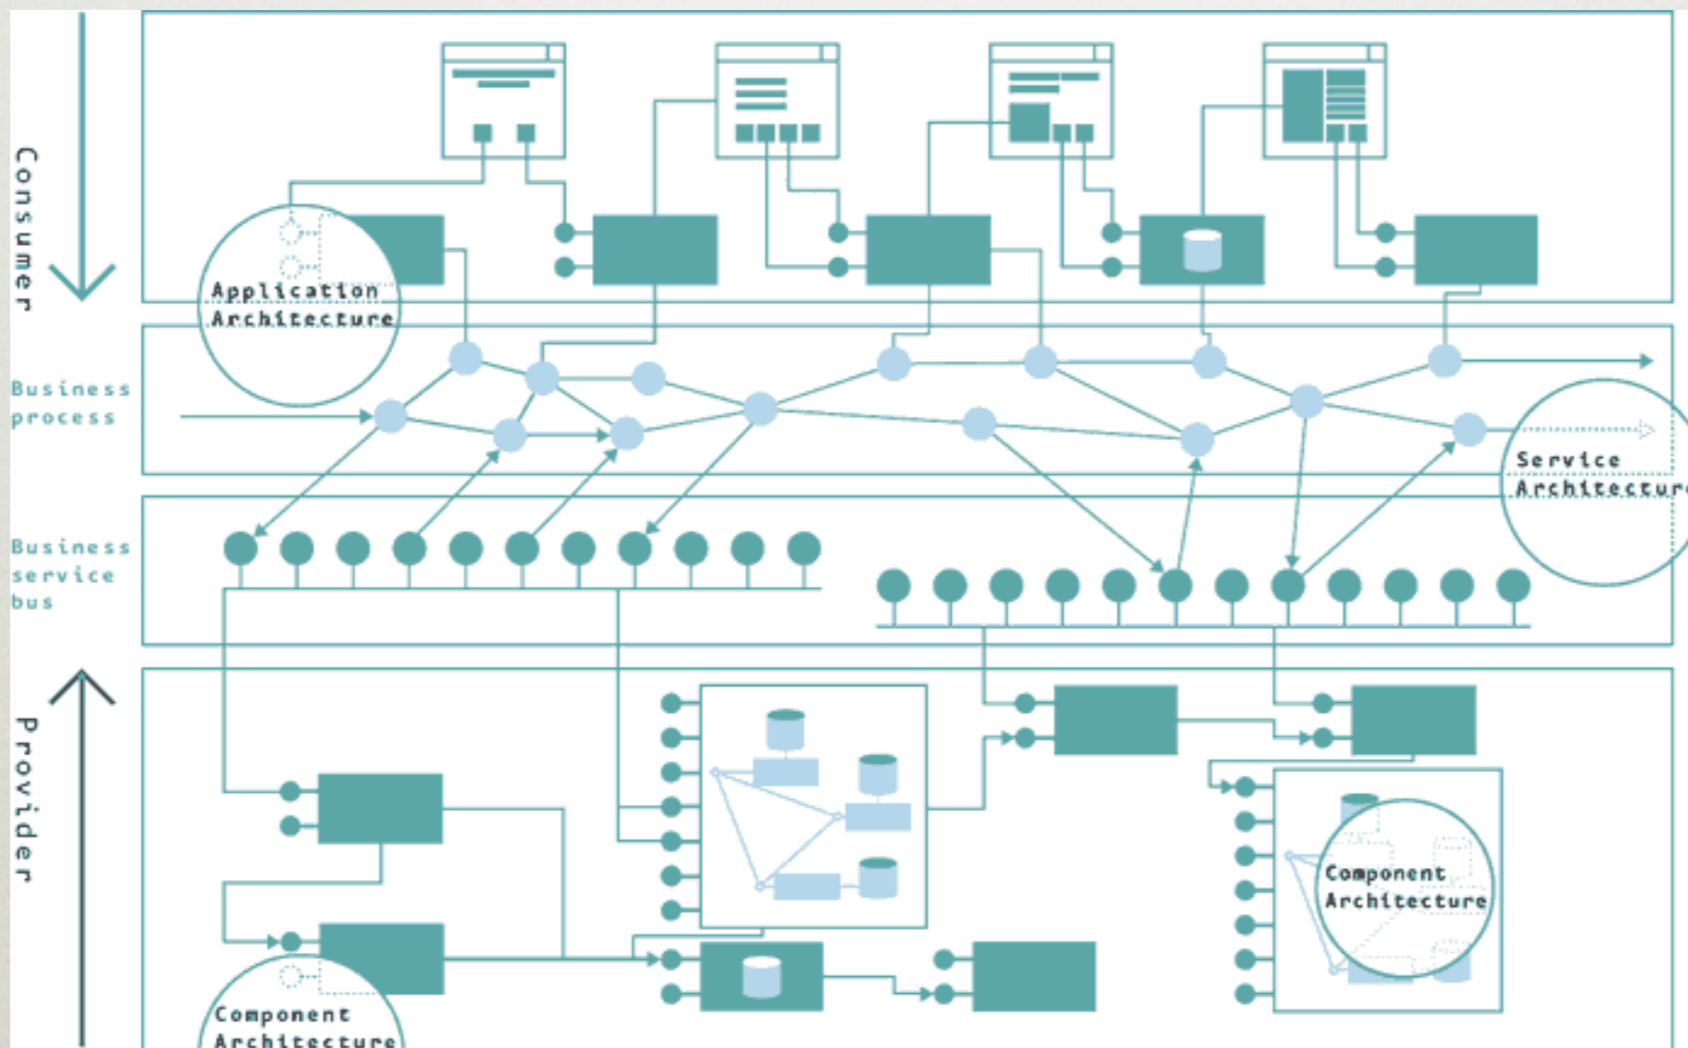 Consumer
Application
Architecture
Business
process
Service
Architecture
Business
service
bus
Provider
Component
Architecture
Component
Architecture